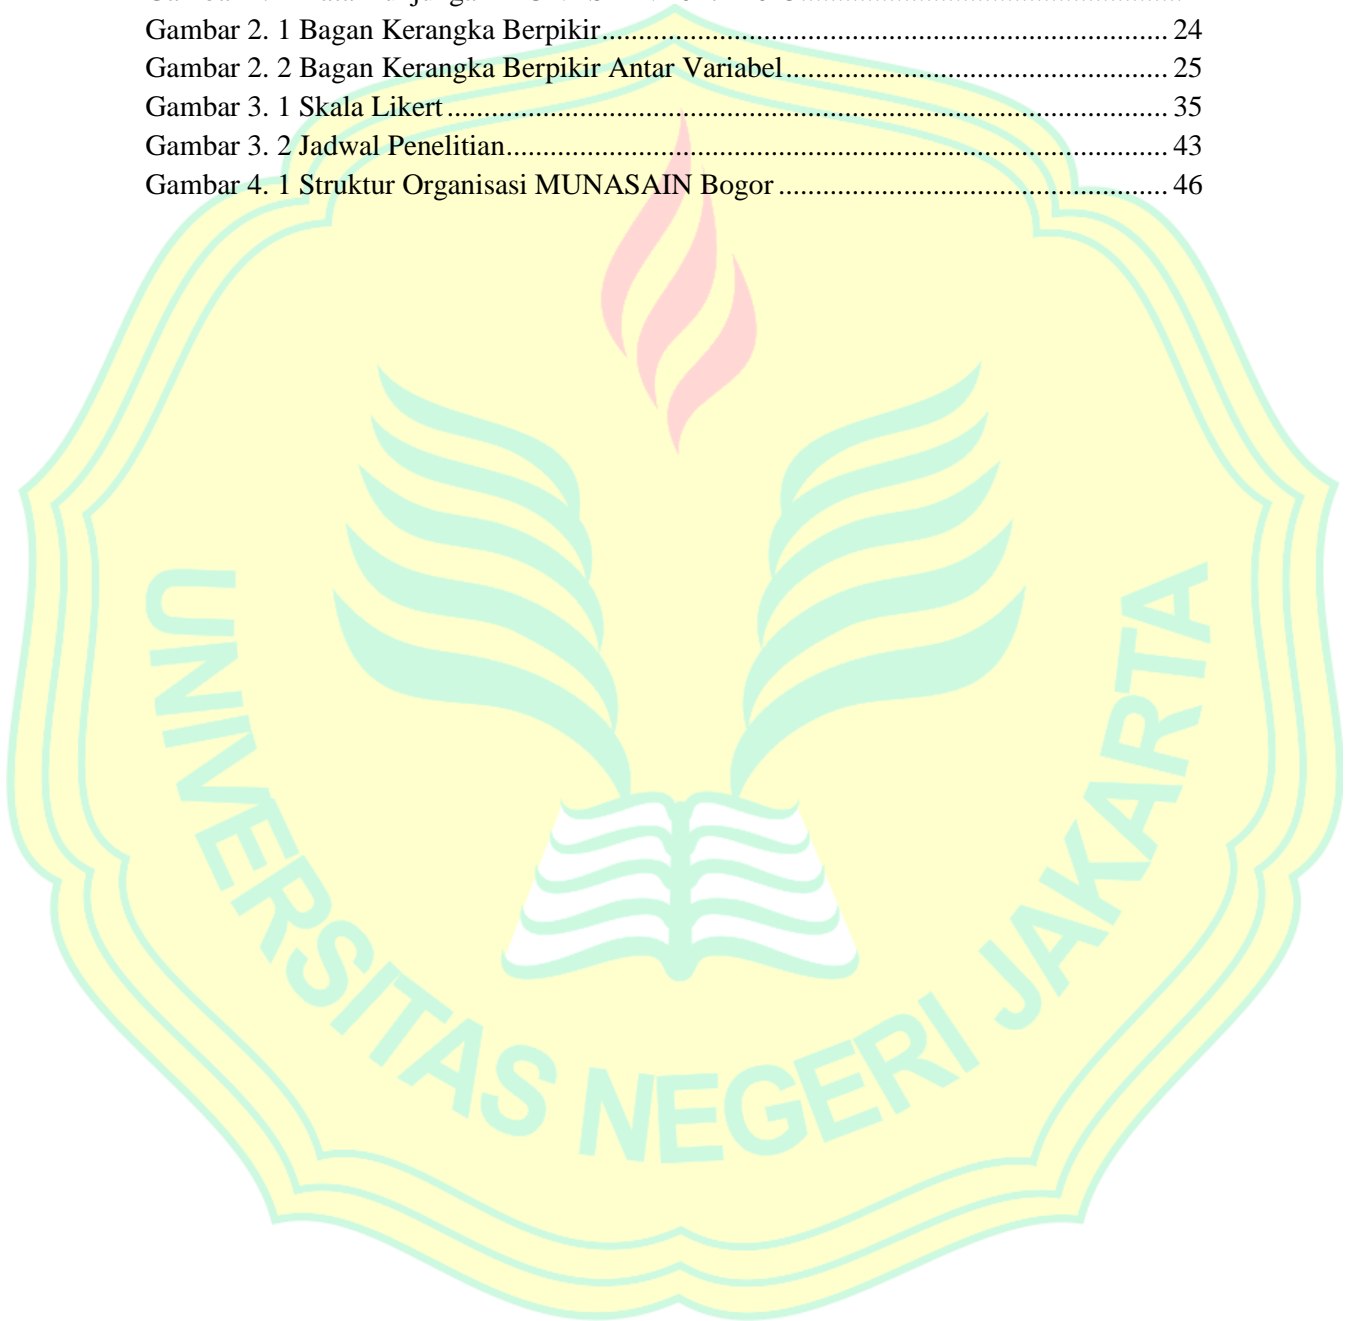 Gambar 2. 1 Bagan Kerangka Berpikir............................................................................ 24
Gambar 2. 2 Bagan Kerangka Berpikir Antar Variabel................................................... 25
Gambar 3. 1 Skala Likert................................................................................................. 35
Gambar 3. 2 Jadwal Penelitian......................................................................................... 43
Gambar 4. 1 Struktur Organisasi MUNASAIN Bogor.................................................... 46
UNIVERSITAS NEGERI JAKARTA